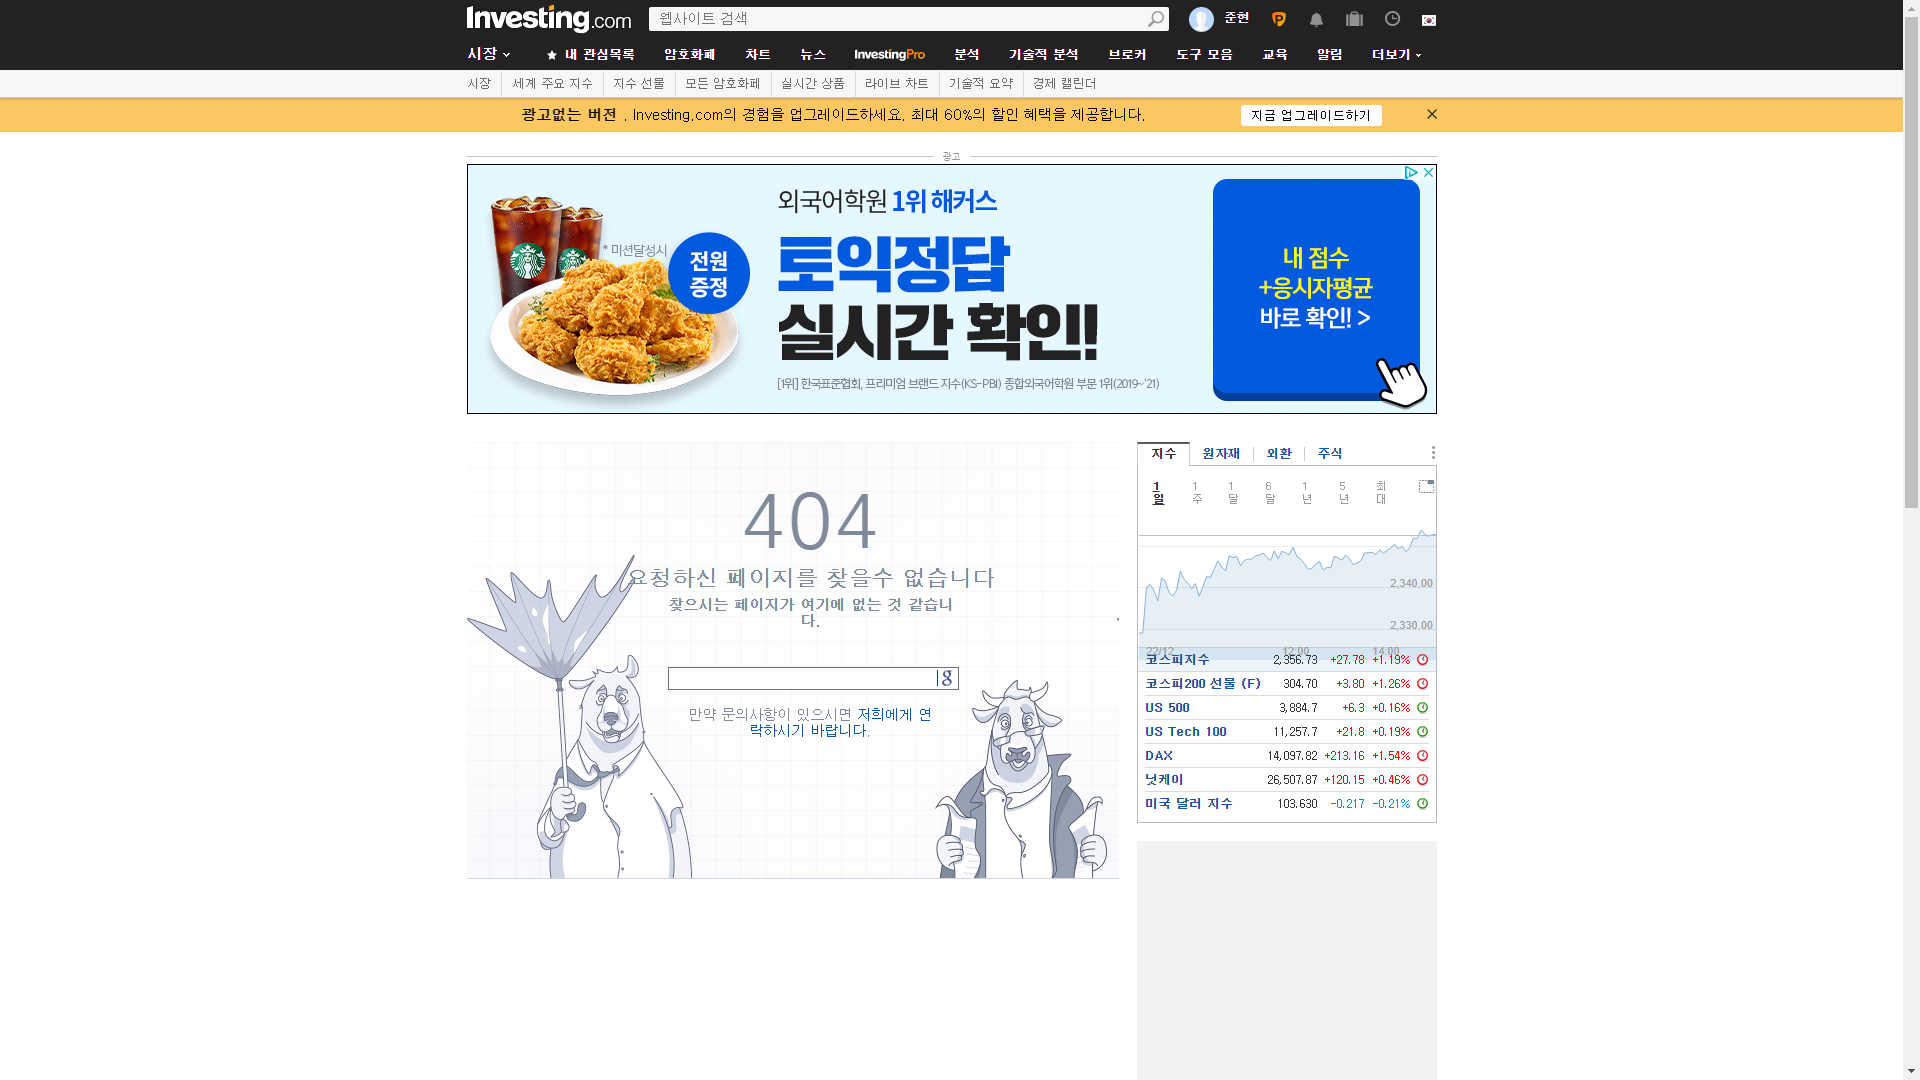 Investing.com
웹사이트 검색
준현
시장
내 관심목록
암호화폐
차트
뉴스
InvestingPro
분석
기술적 분석
브로커
도구 모음
교육
알림
더보기
시장
세계 주요 지수
지수 선물
모든 암호화폐
실시간 상품
라이브 차트
기술적 요약
경제 캘린더
광고없는 버전 . Investing.com의 경험을 업그레이드하세요. 최대 60%의 할인 혜택을 제공합니다.
지금 업그레이드하기
광고
외국어학원 1위 해커스
* 미션달성시
전원
증정
토익정답
실시간 확인!
[1위] 한국표준협회, 프리미엄 브랜드 지수(KS-PBI) 종합외국어학원 부문 1위(2019~'21)
내 점수
+응시자평균
바로 확인! >
404
요청하신 페이지를 찾을수 없습니다
찾으시는 페이지가 여기에 없는 것 같습니
다.
g
만약 문의사항이 있으시면 저희에게 연
락하시기 바랍니다.
지수
원자재
외환
주식
1일
1주
1달
6달
1년
5년
최대
2,340.00
2,330.00
22/12
12:00
14:00
코스피지수 2,356.73 +27.78 +1.19%
코스피200 선물 (F) 304.70 +3.80 +1.26%
US 500 3,884.7 +6.3 +0.16%
US Tech 100 11,257.7 +21.8 +0.19%
DAX 14,097.82 +213.16 +1.54%
닛케이 26,507.87 +120.15 +0.46%
미국 달러 지수 103.630 -0.217 -0.21%